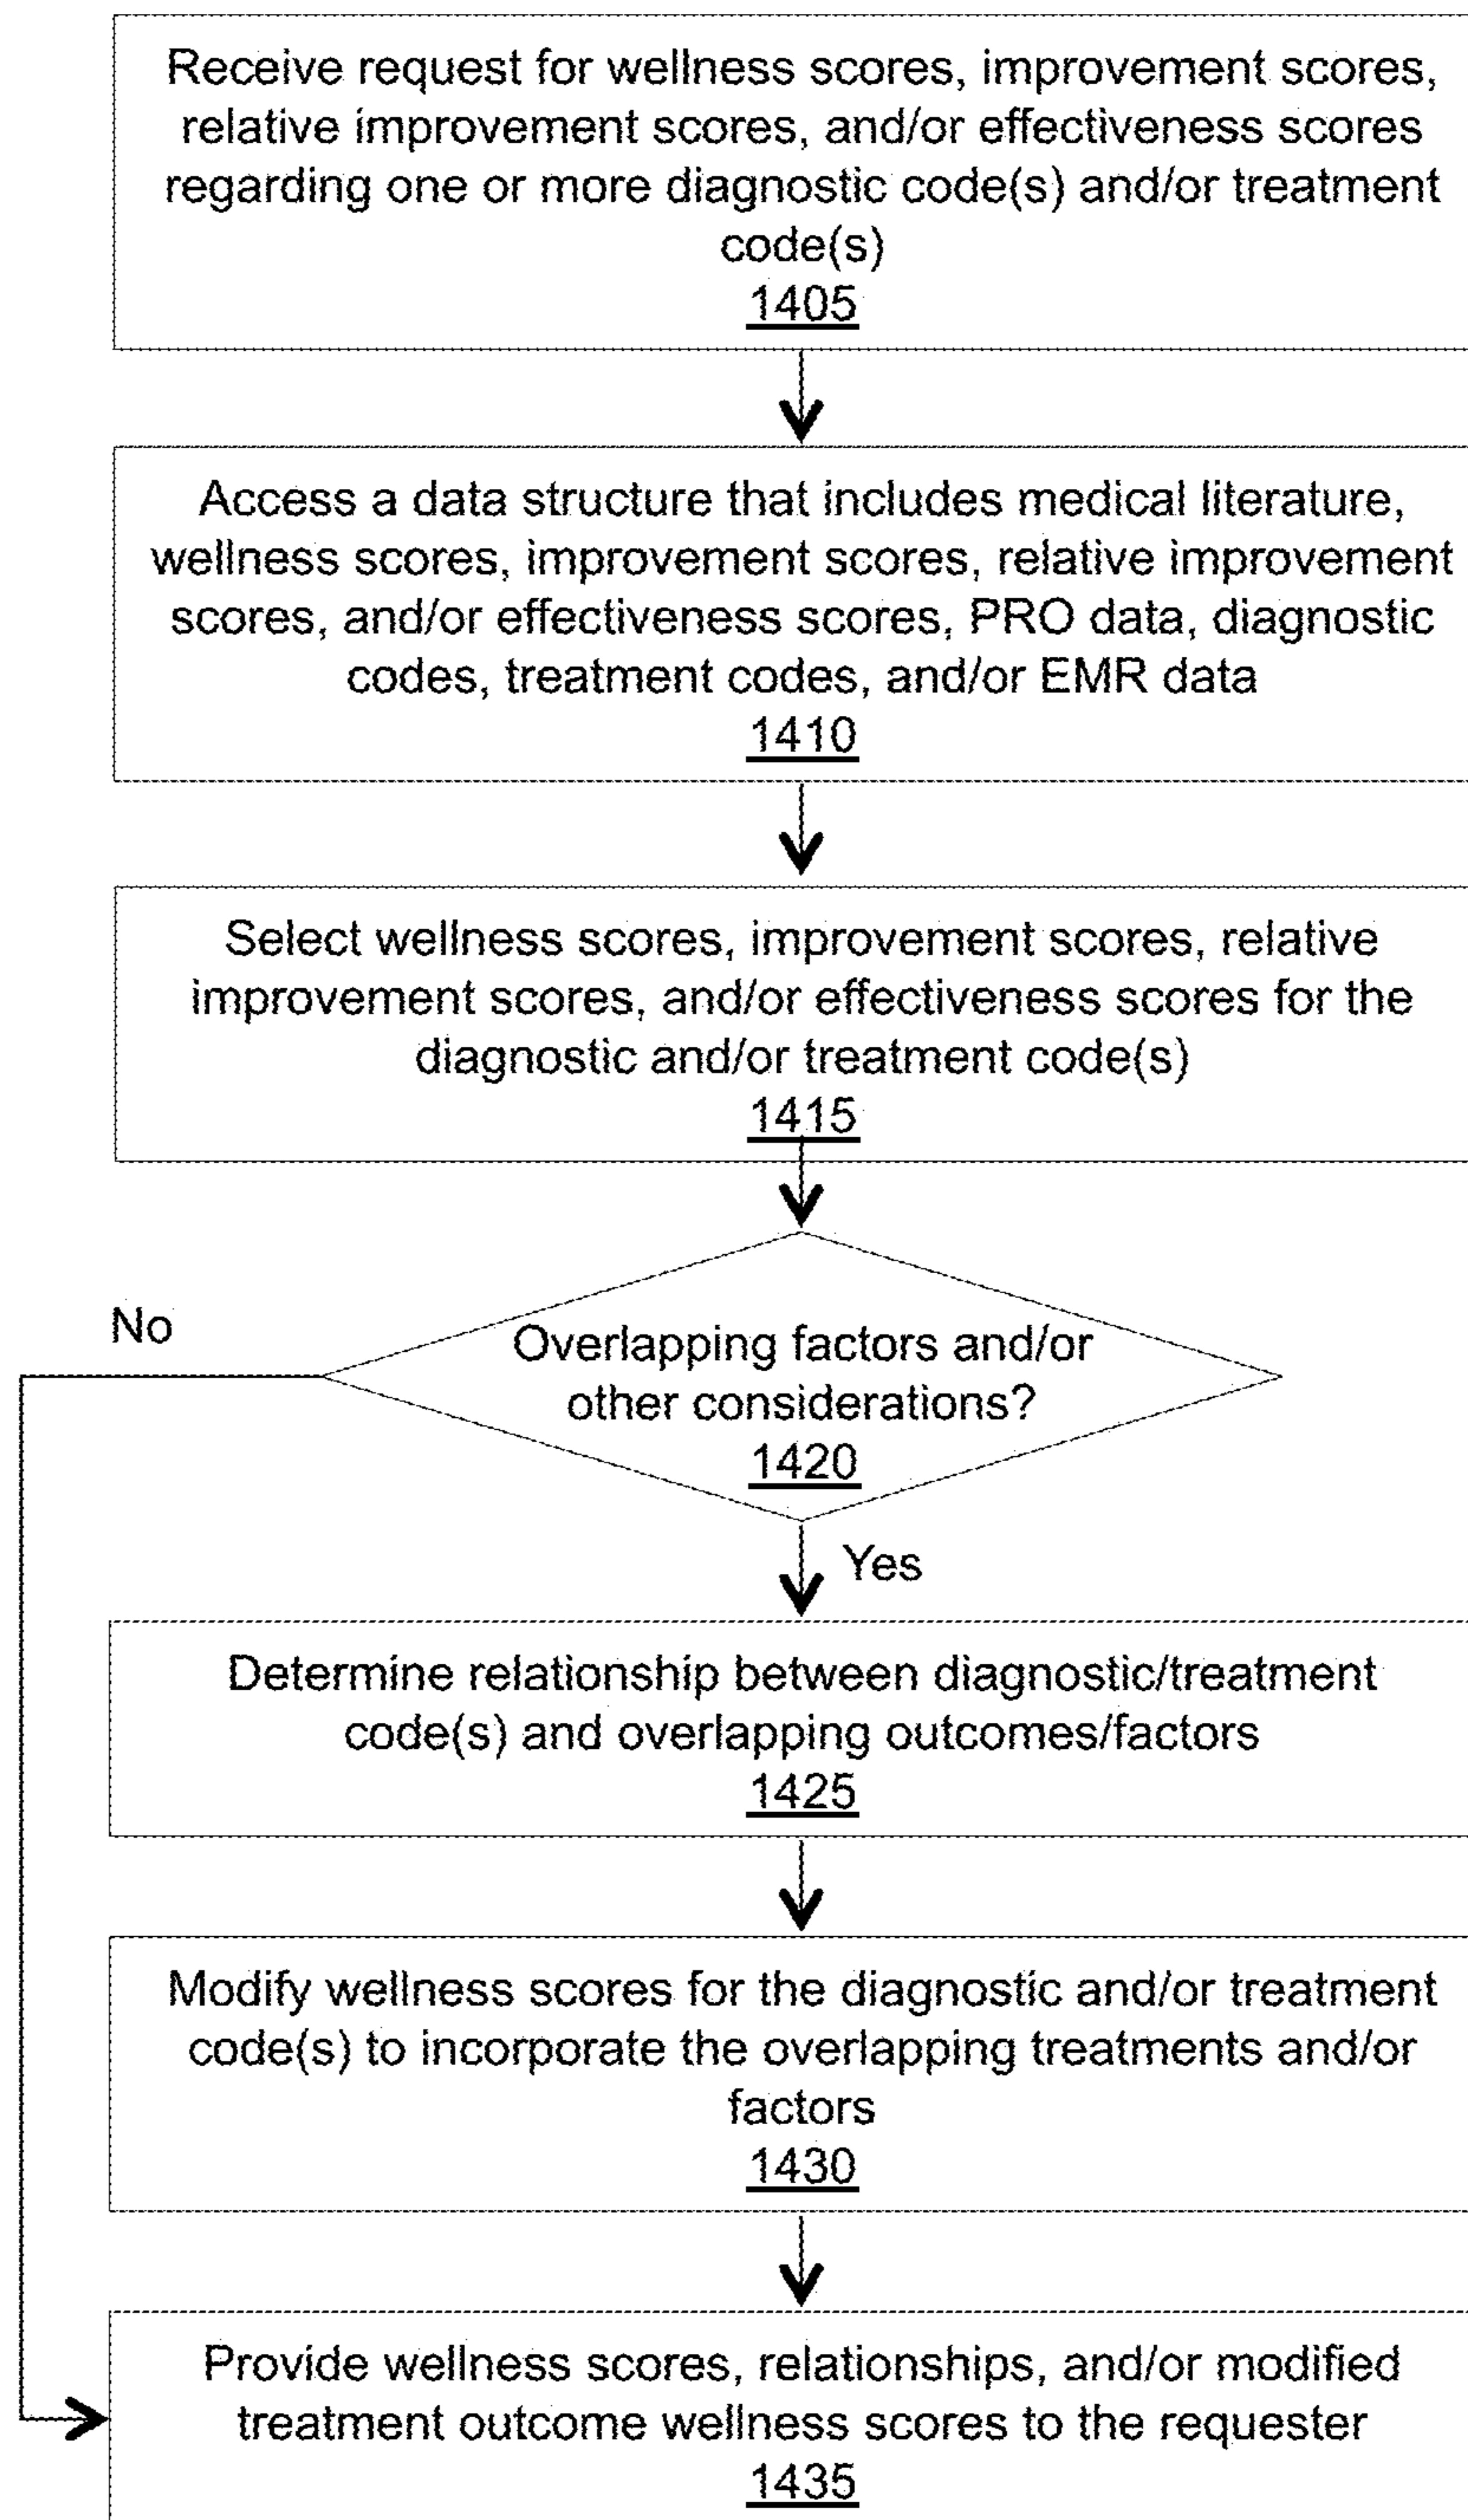 Receive request for wellness scores, improvement scores,
relative improvement scores, and/or effectiveness scores
regarding one or more diagnostic code(s) and/or treatment
code(s)
1405
Access a data structure that includes medical literature,
wellness scores, improvement scores, relative improvement
scores, and/or effectiveness scores, PRO data, diagnostic
codes, treatment codes, and/or EMR data
1410
Select wellness scores, improvement scores, relative
improvement scores, and/or effectiveness scores for the
diagnostic and/or treatment code(s)
1415
No
Overlapping factors and/or
other considerations?
1420
Yes
Determine relationship between diagnostic/treatment
code(s) and overlapping outcomes/factors
1425
Modify wellness scores for the diagnostic and/or treatment
code(s) to incorporate the overlapping treatments and/or
factors
1430
Provide wellness scores, relationships, and/or modified
treatment outcome wellness scores to the requester
1435